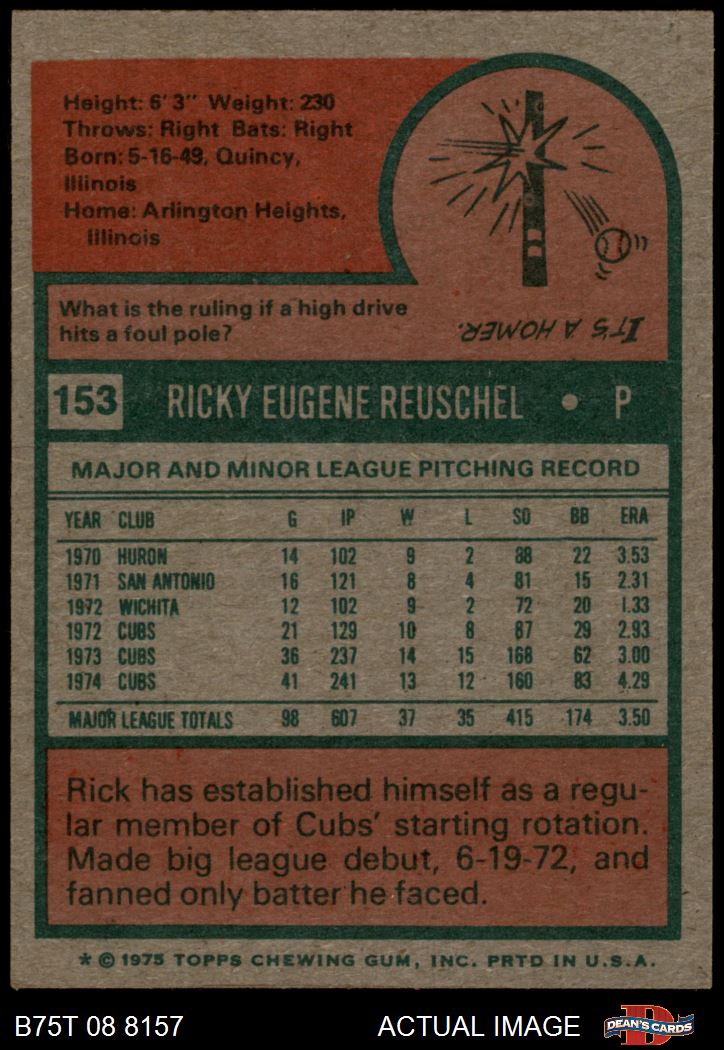 Height: 6' 3" Weight: 230
Throws: Right Bats: Right
Born: 5-16-49, Quincy,
Illinois
Home: Arlington Heights,
Illinois
What is the ruling if a high drive
hits a foul pole?
IT'S A HOMER.
153 RICKY EUGENE REUSCHEL • P
MAJOR AND MINOR LEAGUE PITCHING RECORD
YEAR CLUB G IP W L SO BB ERA
1970 HURON 14 102 9 2 88 22 3.53
1971 SAN ANTONIO 16 121 8 4 81 15 2.31
1972 WICHITA 12 102 9 2 72 20 1.33
1972 CUBS 21 129 10 8 87 29 2.93
1973 CUBS 36 237 14 15 168 62 3.00
1974 CUBS 41 241 13 12 160 83 4.29
MAJOR LEAGUE TOTALS 98 607 37 35 415 174 3.50
Rick has established himself as a regu-
lar member of Cubs' starting rotation.
Made big league debut, 6-19-72, and
fanned only batter he faced.
* © 1975 TOPPS CHEWING GUM, INC. PRTD IN U.S.A.
B75T 08 8157 ACTUAL IMAGE DEAN'S CARDS